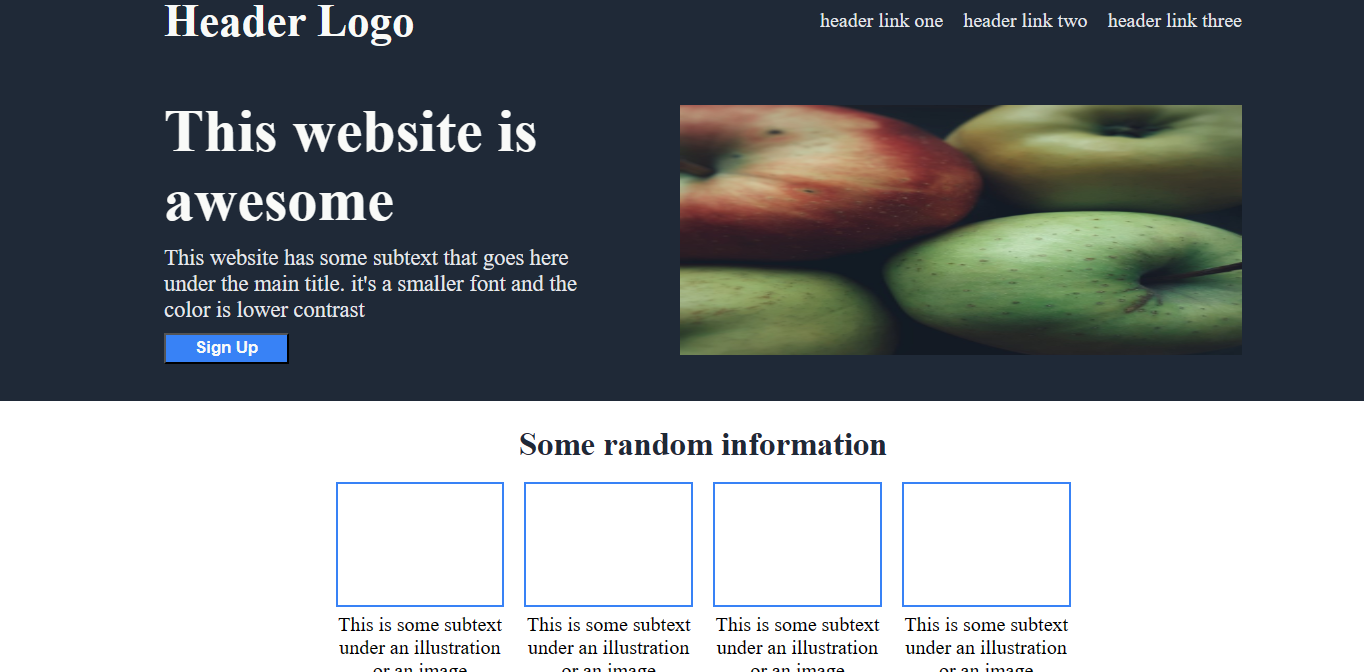 Header Logo
header link one header link two header link three
This website is
awesome
This website has some subtext that goes here
under the main title. it's a smaller font and the
color is lower contrast
Sign Up
Some random information
This is some subtext
under an illustration
or an image
This is some subtext
under an illustration
or an image
This is some subtext
under an illustration
or an image
This is some subtext
under an illustration
or an image